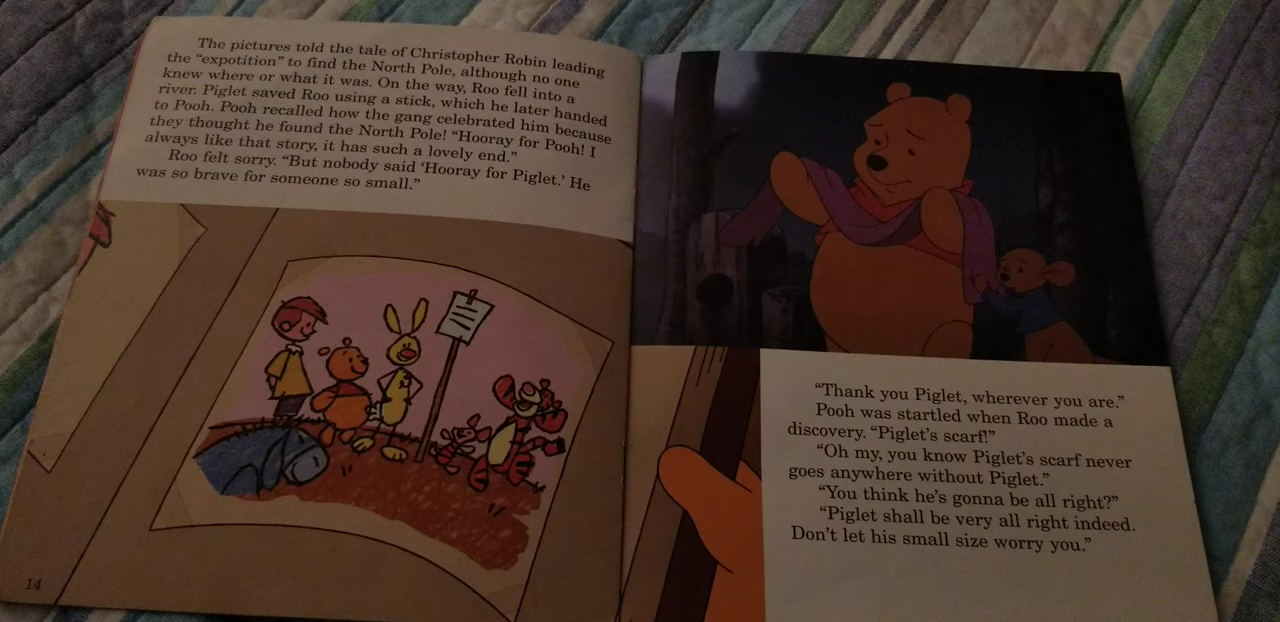 The pictures told the tale of Christopher Robin leading
the “expotition” to find the North Pole, although no one
knew where or what it was. On the way, Roo fell into a
river. Piglet saved Roo using a stick, which he later handed
to Pooh. Pooh recalled how the gang celebrated him because
they thought he found the North Pole! “Hooray for Pooh! I
always like that story, it has such a lovely end.”
Roo felt sorry. “But nobody said ‘Hooray for Piglet.’ He
was so brave for someone so small.”
14
“Thank you Piglet, wherever you are.”
Pooh was startled when Roo made a
discovery. “Piglet’s scarf!”
“Oh my, you know Piglet’s scarf never
goes anywhere without Piglet.”
“You think he’s gonna be all right?”
“Piglet shall be very all right indeed.
Don’t let his small size worry you.”